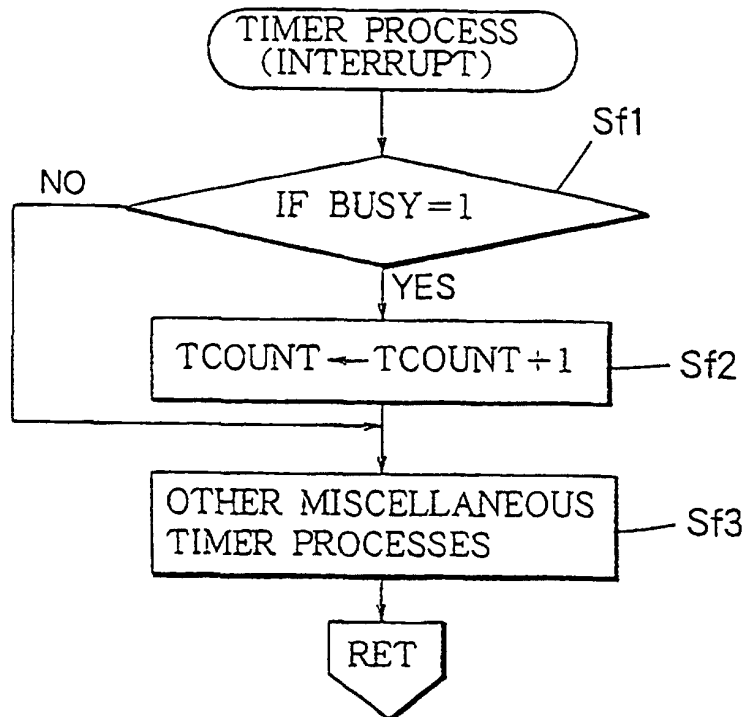 TIMER PROCESS
(INTERRUPT)
Sf1
NO
IF BUSY=1
YES
TCOUNT ← TCOUNT+1
Sf2
OTHER MISCELLANEOUS
TIMER PROCESSES
Sf3
RET